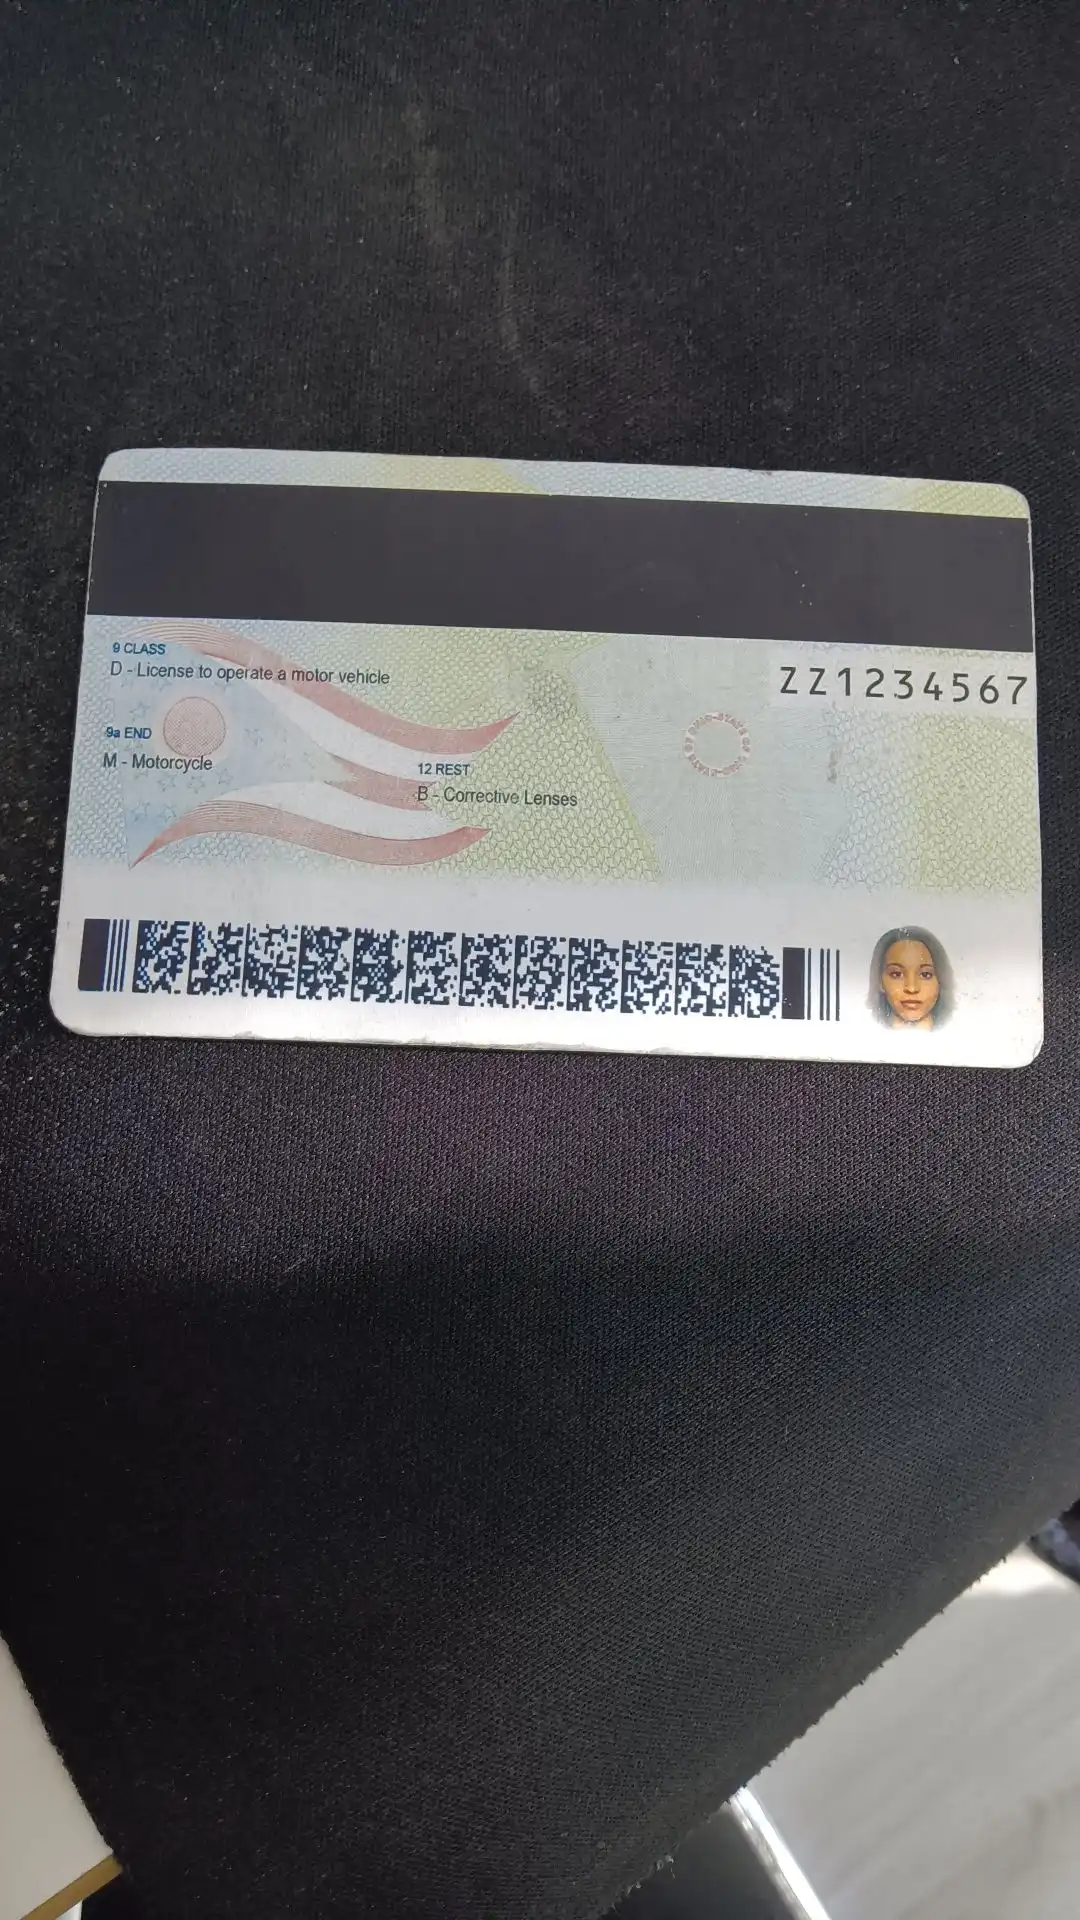 9 CLASS
D - License to operate a motor vehicle
ZZ1234567
9a END
M - Motorcycle
12 REST
B - Corrective Lenses